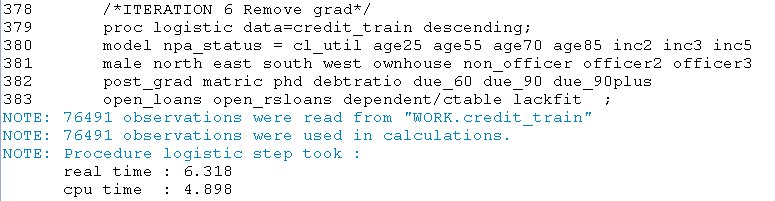 378 /*ITERATION 6 Remove grad*/
379 proc logistic data=credit_train descending;
380 model npa_status = cl_util age25 age55 age70 age85 inc2 inc3 inc5
381 male north east south west ownhouse non_officer officer2 officer3
382 post_grad matric phd debtratio due_60 due_90 due_90plus
383 open_loans open_rsloans dependent/ctable lackfit ;
NOTE: 76491 observations were read from "WORK.credit_train"
NOTE: 76491 observations were used in calculations.
NOTE: Procedure logistic step took :
real time : 6.318
cpu time : 4.898